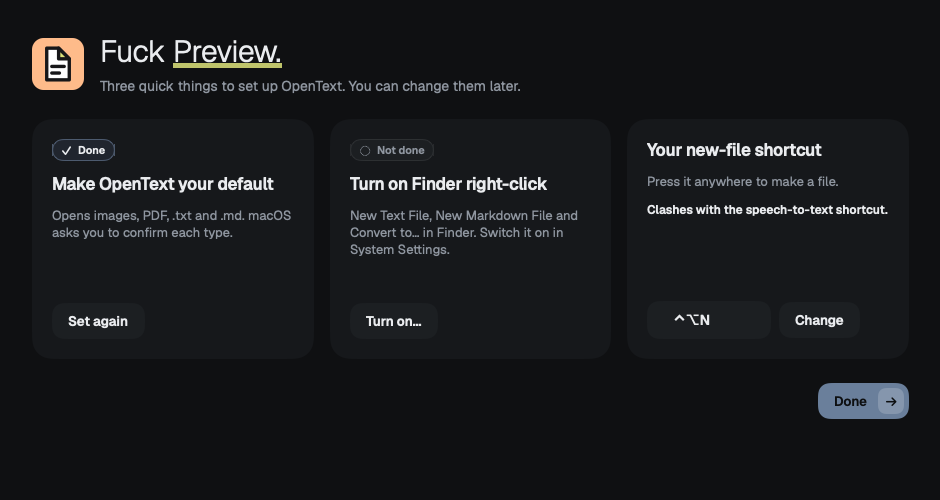 Fuck Preview.
Three quick things to set up OpenText. You can change them later.
Done
Make OpenText your default
Opens images, PDF, .txt and .md. macOS
asks you to confirm each type.
Set again
Not done
Turn on Finder right-click
New Text File, New Markdown File and
Convert to… in Finder. Switch it on in
System Settings.
Turn on…
Your new-file shortcut
Press it anywhere to make a file.
Clashes with the speech-to-text shortcut.
⌃⌥N
Change
Done